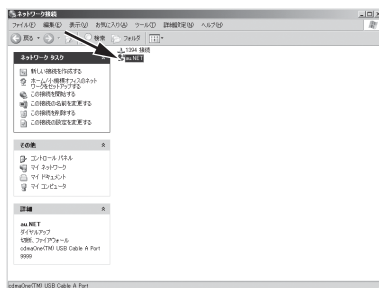 ネットワーク接続
ファイル(F) 編集(E) 表示(V) お気に入り(A) ツール(T) 詳細設定(N) ヘルプ(H)
戻る 検索 フォルダ
1394 接続
au.NET
ネットワーク タスク
新しい接続を作成する
ホーム/小規模オフィスのネット
ワークをセットアップする
この接続を開始する
この接続の名前を変更する
この接続を削除する
この接続の設定を変更する
その他
コントロール パネル
マイ ネットワーク
マイ ドキュメント
マイ コンピュータ
詳細
au.NET
ダイヤルアップ
切断, ファイアウォール
cdmaOne(TM) USB Cable A Port
9999
cdmaOne(TM) USB Cable A Port